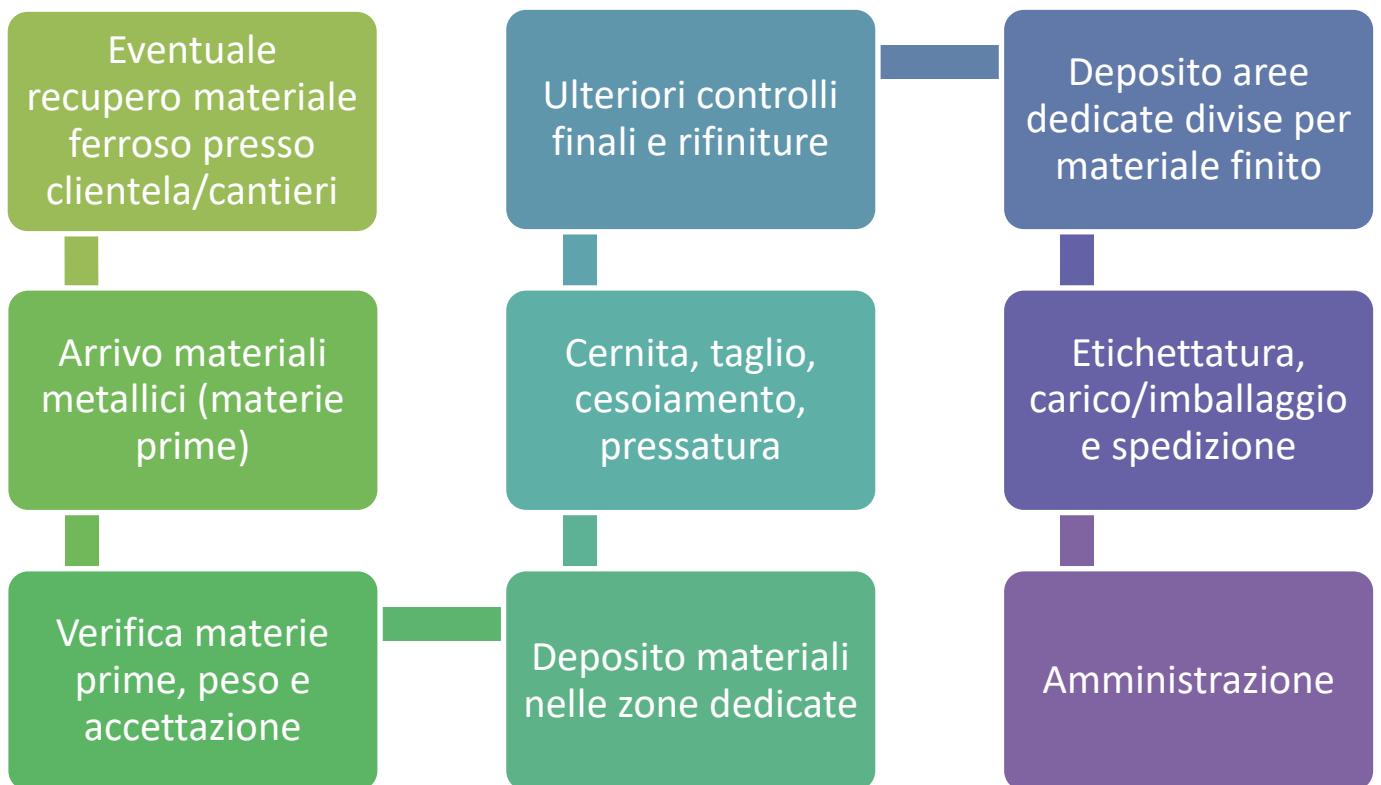 Eventuale
recupero materiale
ferroso presso
clientela/cantieri
Arrivo materiali
metallici (materie
prime)
Verifica materie
prime, peso e
accettazione
Deposito materiali
nelle zone dedicate
Cernita, taglio,
cesoiamento,
pressatura
Ulteriori controlli
finali e rifiniture
Deposito aree
dedicate divise per
materiale finito
Etichettatura,
carico/imballaggio
e spedizione
Amministrazione